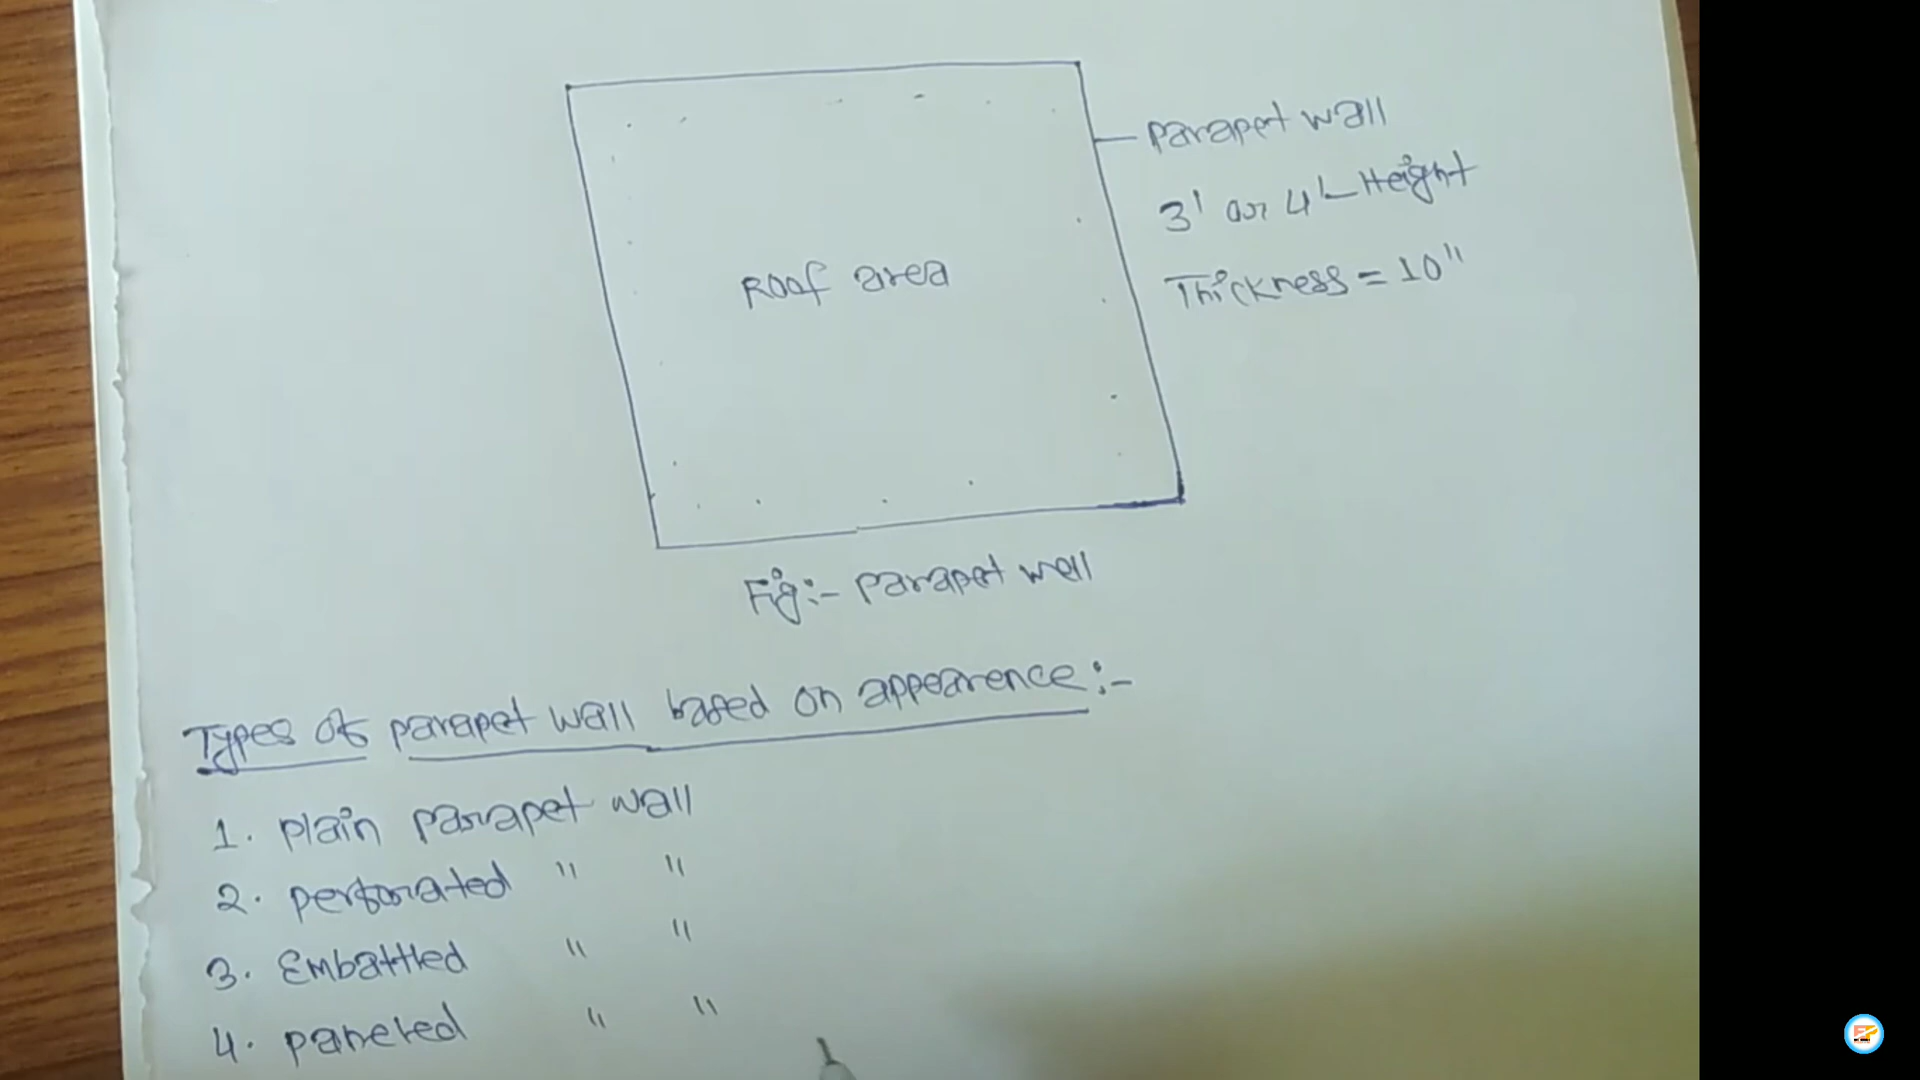 Parapet wall
3' or 4' Height
Thickness = 10"
Roof area
Fig:- Parapet wall
Types of parapet wall based on appearence:-
1. Plain parapet wall
2. perforated " "
3. Embattled " "
4. paneled " "